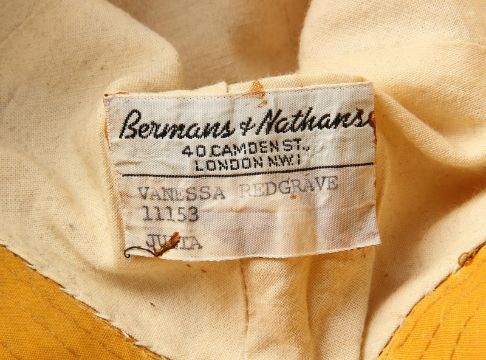 Bermans & Nathans
40 CAMDEN ST.,
LONDON N.W.1
VANESSA REDGRAVE
11153
JULIA